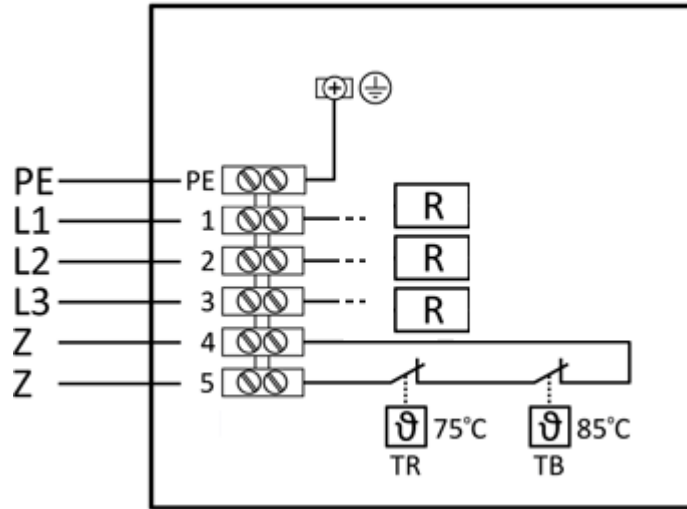 PE PE
L1 1 R
L2 2 R
L3 3 R
Z 4
Z 5
ϑ 75°C ϑ 85°C
TR TB